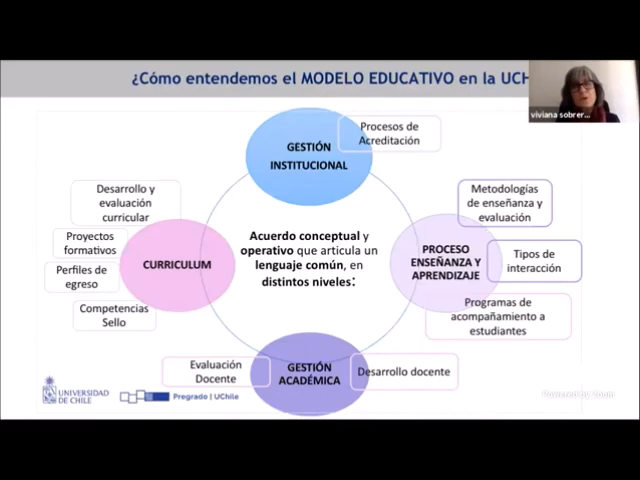 ¿Cómo entendemos el MODELO EDUCATIVO en la UCH
viviana sobrer...
GESTIÓN
INSTITUCIONAL
Procesos de
Acreditación
Desarrollo y
evaluación
curricular
Proyectos
formativos
Perfiles de
egreso
Competencias
Sello
CURRICULUM
Acuerdo conceptual y
operativo que articula un
lenguaje común, en
distintos niveles:
PROCESO
ENSEÑANZA Y
APRENDIZAJE
Metodologías
de enseñanza y
evaluación
Tipos de
interacción
Programas de
acompañamiento a
estudiantes
Evaluación
Docente
GESTIÓN
ACADÉMICA
Desarrollo docente
UNIVERSIDAD
DE CHILE
Pregrado | UChile
Powered by Zoom